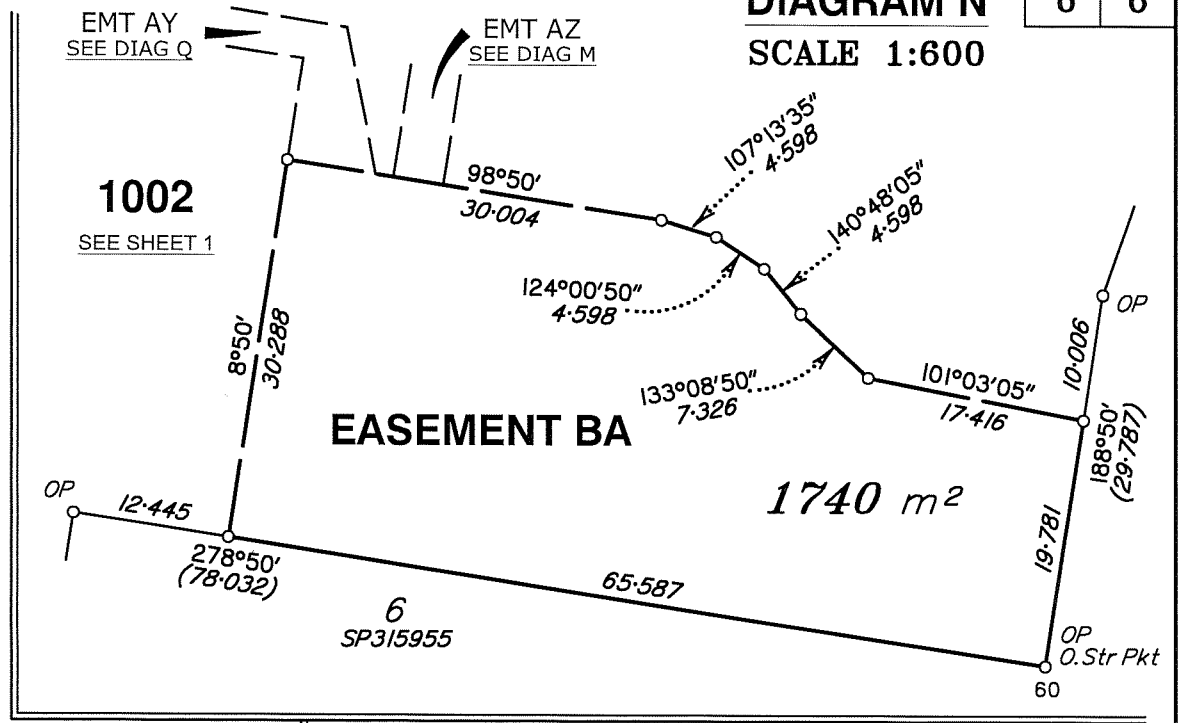 DIAGRAM N
6 6
SCALE 1:600
EMT AY
SEE DIAG Q
EMT AZ
SEE DIAG M
1002
SEE SHEET 1
98°50'
30·004
107°13'35"
4·598
140°48'05"
4·598
124°00'50"
4·598
133°08'50"
7·326
8°50'
30·288
OP
10·006
101°03'05"
17·416
188°50'
(29·787)
EASEMENT BA
1740 m²
OP
12·445
278°50'
(78·032)
65·587
19·781
6
SP315955
OP
O.Str Pkt
60